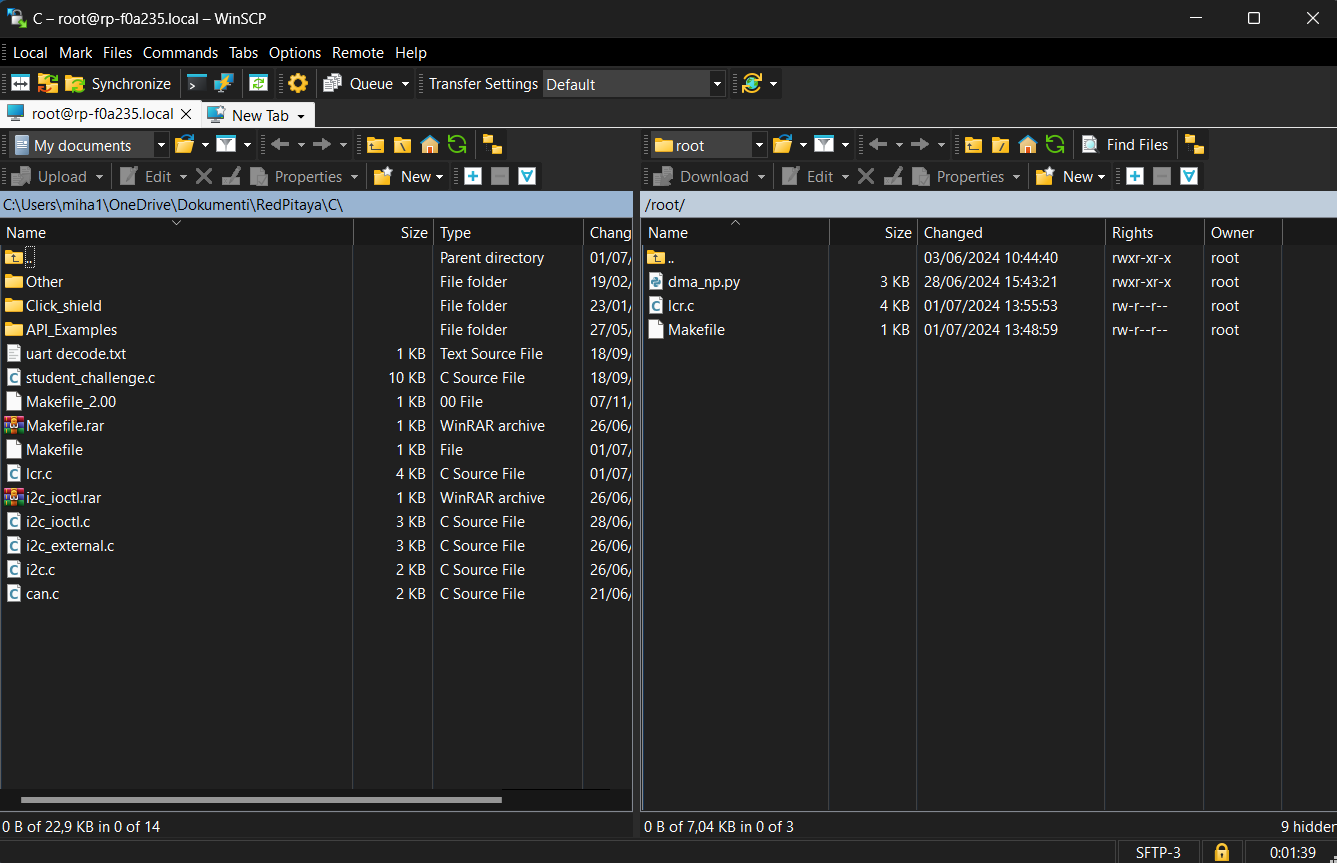 C – root@rp-f0a235.local – WinSCP
Local Mark Files Commands Tabs Options Remote Help
Synchronize Queue Transfer Settings Default
root@rp-f0a235.local New Tab
My documents
Upload Edit Properties New
C:\Users\miha1\OneDrive\Dokumenti\RedPitaya\C\
Name Size Type Chang
.. Parent directory 01/07/
Other File folder 19/02/
Click_shield File folder 23/01/
API_Examples File folder 27/05/
uart decode.txt 1 KB Text Source File 18/09/
student_challenge.c 10 KB C Source File 18/09/
Makefile_2.00 1 KB 00 File 07/11/
Makefile.rar 1 KB WinRAR archive 26/06/
Makefile 1 KB File 01/07/
lcr.c 4 KB C Source File 01/07/
i2c_ioctl.rar 1 KB WinRAR archive 26/06/
i2c_ioctl.c 3 KB C Source File 28/06/
i2c_external.c 3 KB C Source File 26/06/
i2c.c 2 KB C Source File 26/06/
can.c 2 KB C Source File 21/06/
0 B of 22,9 KB in 0 of 14
root Find Files
Download Edit Properties New
/root/
Name Size Changed Rights Owner
.. 03/06/2024 10:44:40 rwxr-xr-x root
dma_np.py 3 KB 28/06/2024 15:43:21 rwxr-xr-x root
lcr.c 4 KB 01/07/2024 13:55:53 rw-r--r-- root
Makefile 1 KB 01/07/2024 13:48:59 rw-r--r-- root
0 B of 7,04 KB in 0 of 3 9 hidden
SFTP-3 0:01:39